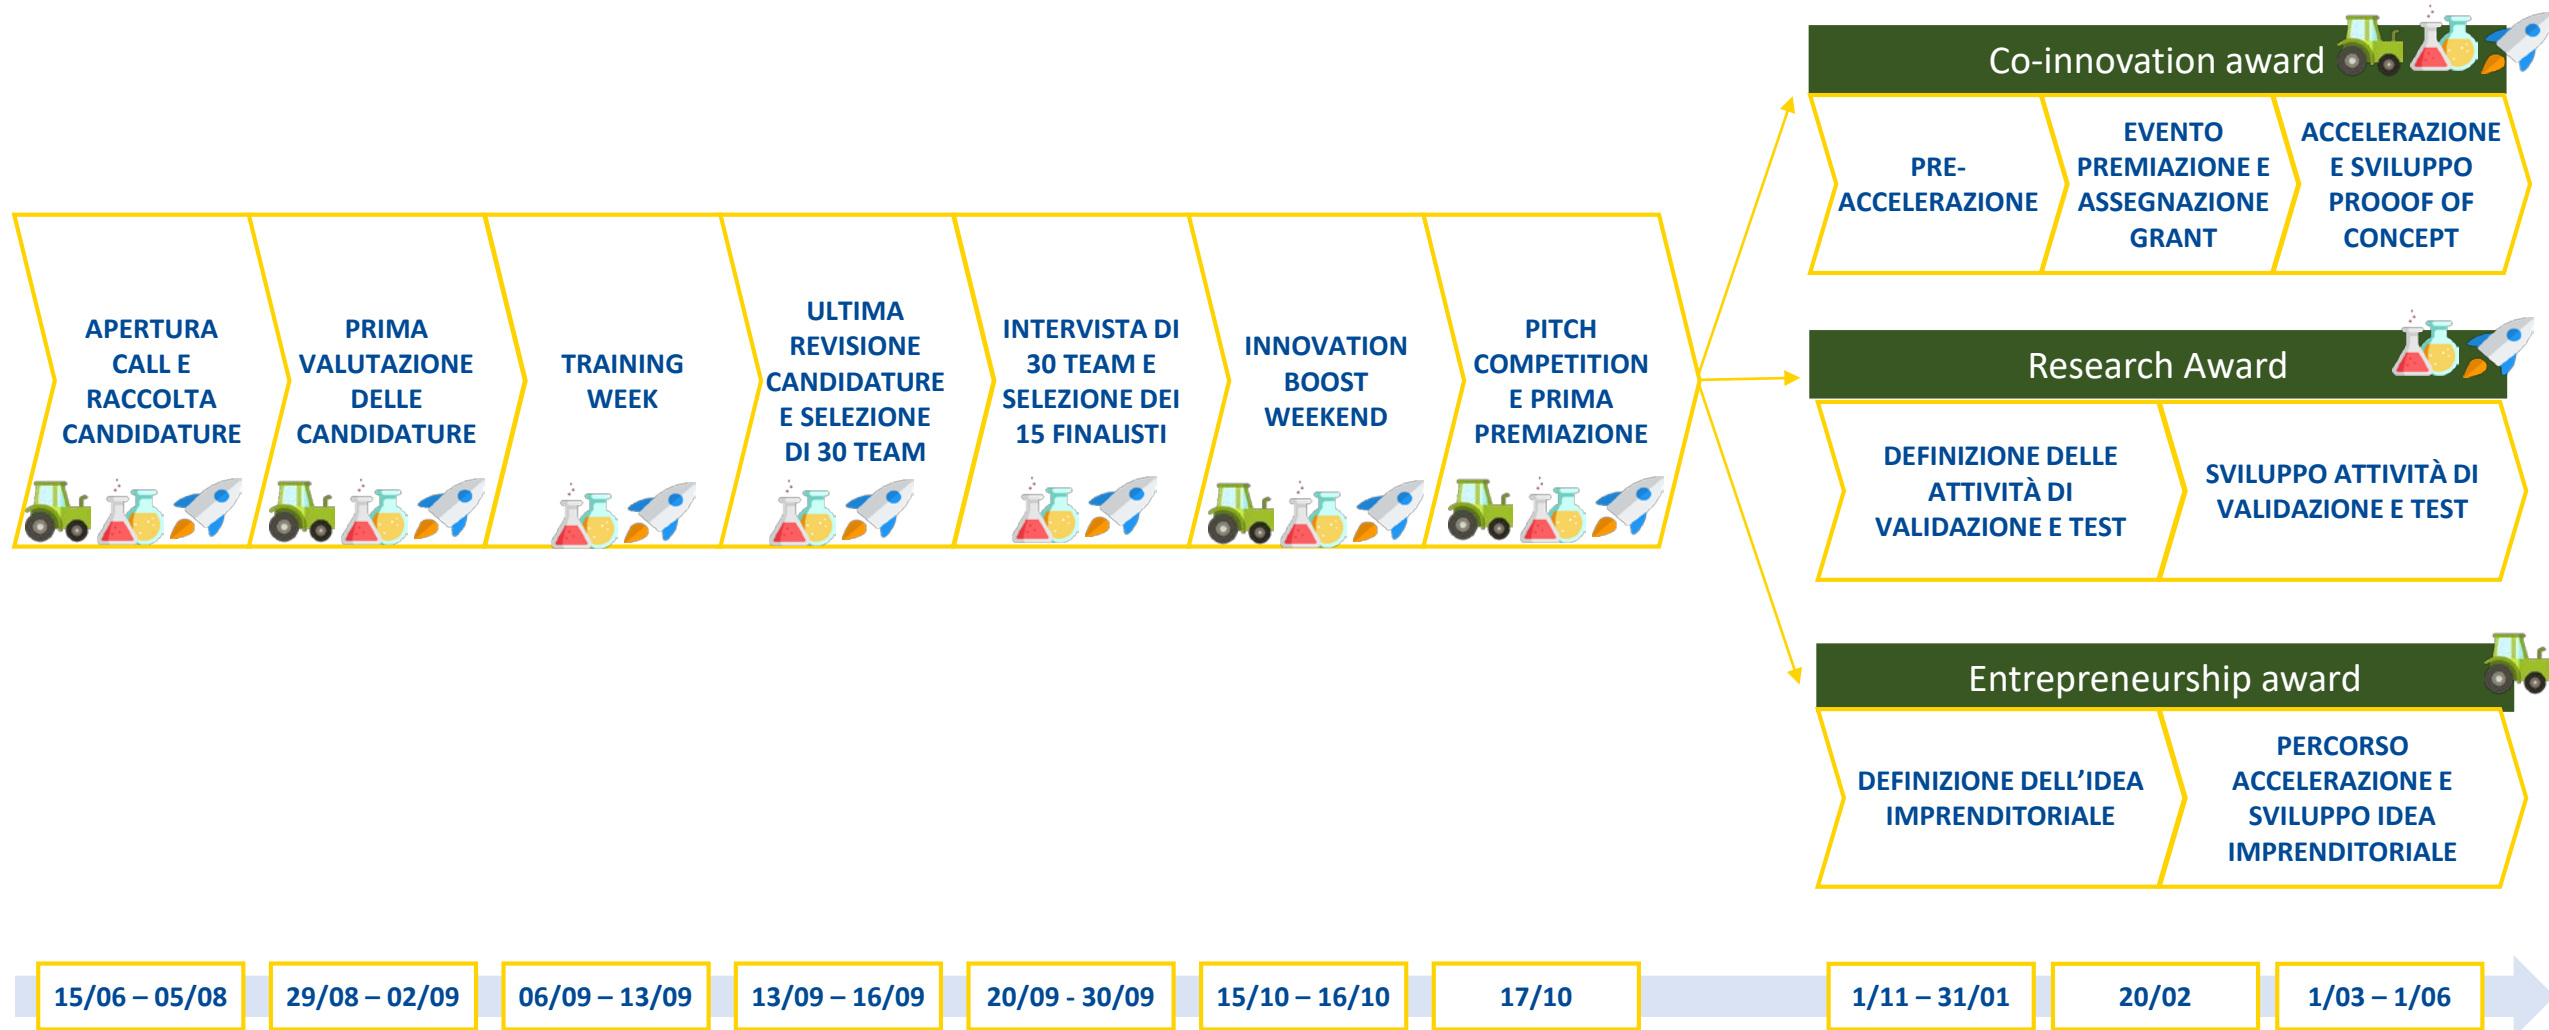 APERTURA
CALL E
RACCOLTA
CANDIDATURE
PRIMA
VALUTAZIONE
DELLE
CANDIDATURE
TRAINING
WEEK
ULTIMA
REVISIONE
CANDIDATURE
E SELEZIONE
DI 30 TEAM
INTERVISTA DI
30 TEAM E
SELEZIONE DEI
15 FINALISTI
INNOVATION
BOOST
WEEKEND
PITCH
COMPETITION
E PRIMA
PREMIAZIONE
Co-innovation award
PRE-
ACCELERAZIONE
EVENTO
PREMIAZIONE E
ASSEGNAZIONE
GRANT
ACCELERAZIONE
E SVILUPPO
PROOOF OF
CONCEPT
Research Award
DEFINIZIONE DELLE
ATTIVITÀ DI
VALIDAZIONE E TEST
SVILUPPO ATTIVITÀ DI
VALIDAZIONE E TEST
Entrepreneurship award
DEFINIZIONE DELL’IDEA
IMPRENDITORIALE
PERCORSO
ACCELERAZIONE E
SVILUPPO IDEA
IMPRENDITORIALE
15/06 – 05/08
29/08 – 02/09
06/09 – 13/09
13/09 – 16/09
20/09 - 30/09
15/10 – 16/10
17/10
1/11 – 31/01
20/02
1/03 – 1/06